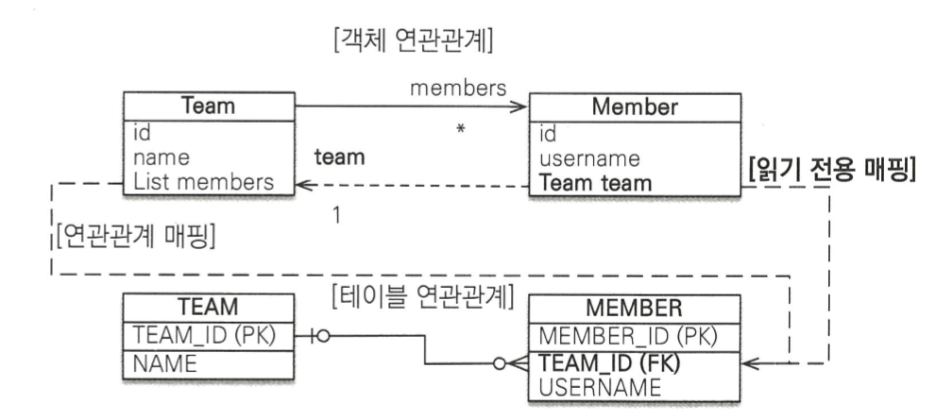 [객체 연관관계]
members
Team
Member
*
id
name
List members
team
id
username
Team team
[읽기 전용 매핑]
1
[연관관계 매핑]
[테이블 연관관계]
TEAM
TEAM_ID (PK)
NAME
MEMBER
MEMBER_ID (PK)
TEAM_ID (FK)
USERNAME